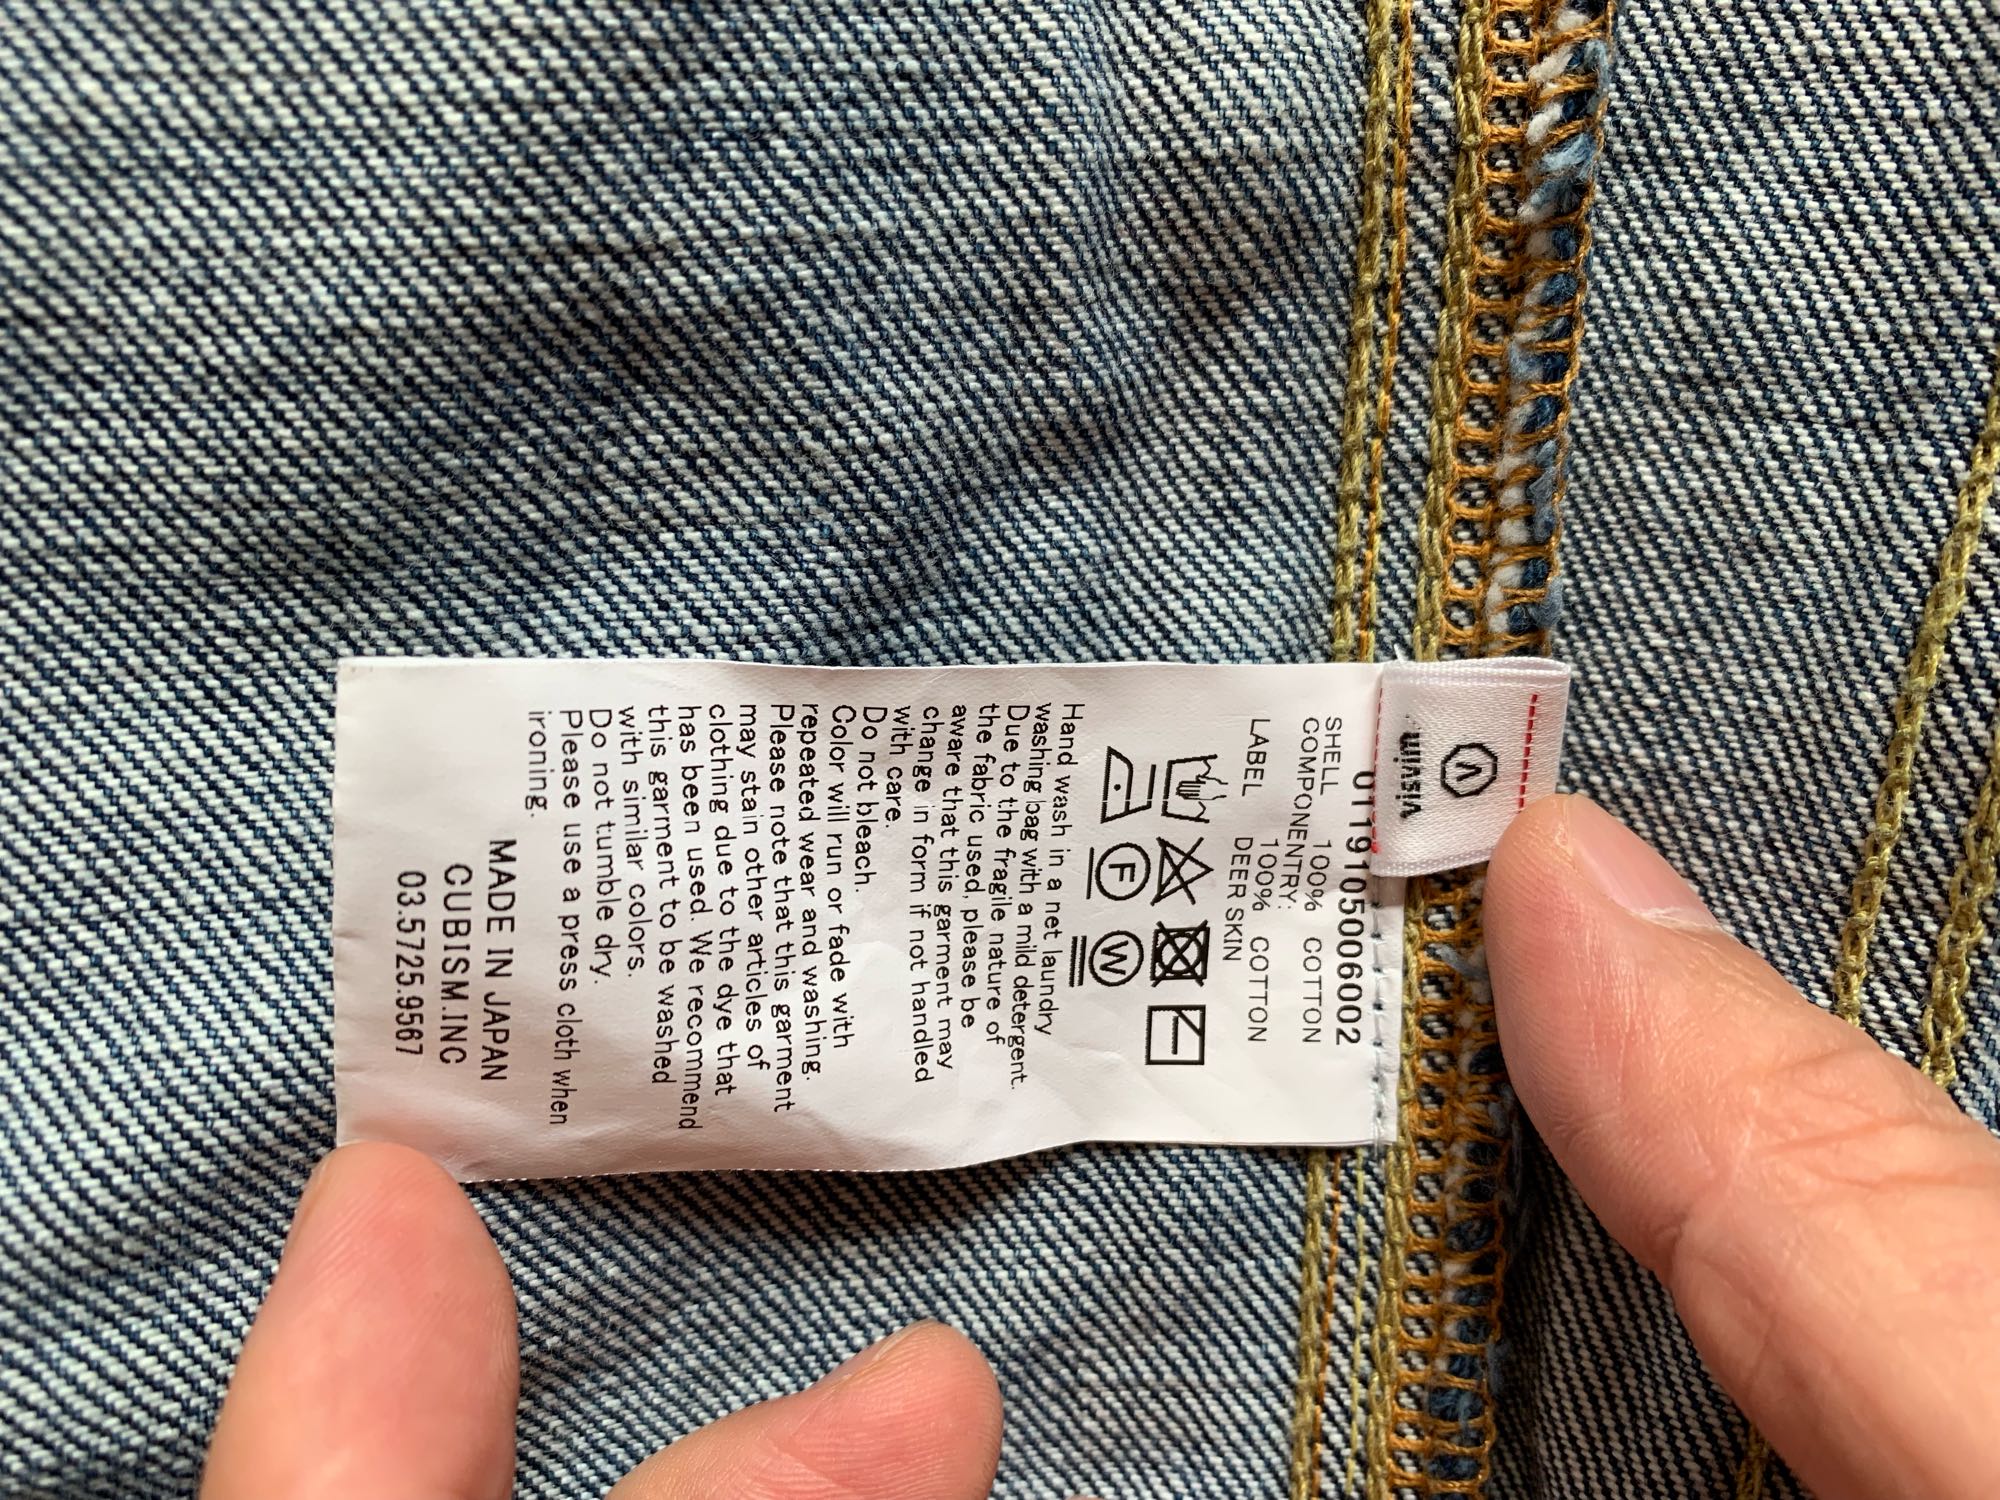 visvim
0119105006002
SHELL 100% COTTON
COMPONENTRY:
100% COTTON
LABEL DEER SKIN
F W
Hand wash in a net laundry
washing bag with a mild detergent.
Due to the fragile nature of
the fabric used, please be
aware that this garment may
change in form if not handled
with care.
Do not bleach.
Color will run or fade with
repeated wear and washing.
Please note that this garment
may stain other articles of
clothing due to the dye that
has been used. We recommend
this garment to be washed
with similar colors.
Do not tumble dry.
Please use a press cloth when
ironing.
MADE IN JAPAN
CUBISM.INC
03.5725.9567